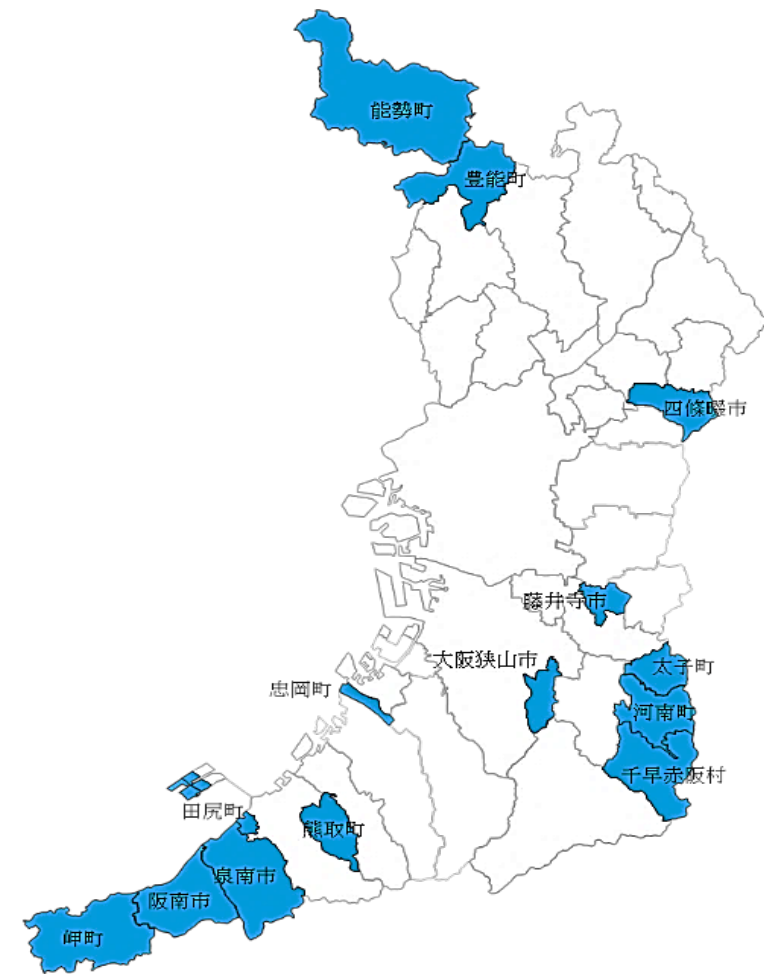 能勢町
豊能町
四條畷市
藤井寺市
大阪狭山市
太子町
忠岡町
河南町
千早赤阪村
田尻町
熊取町
泉南市
阪南市
岬町